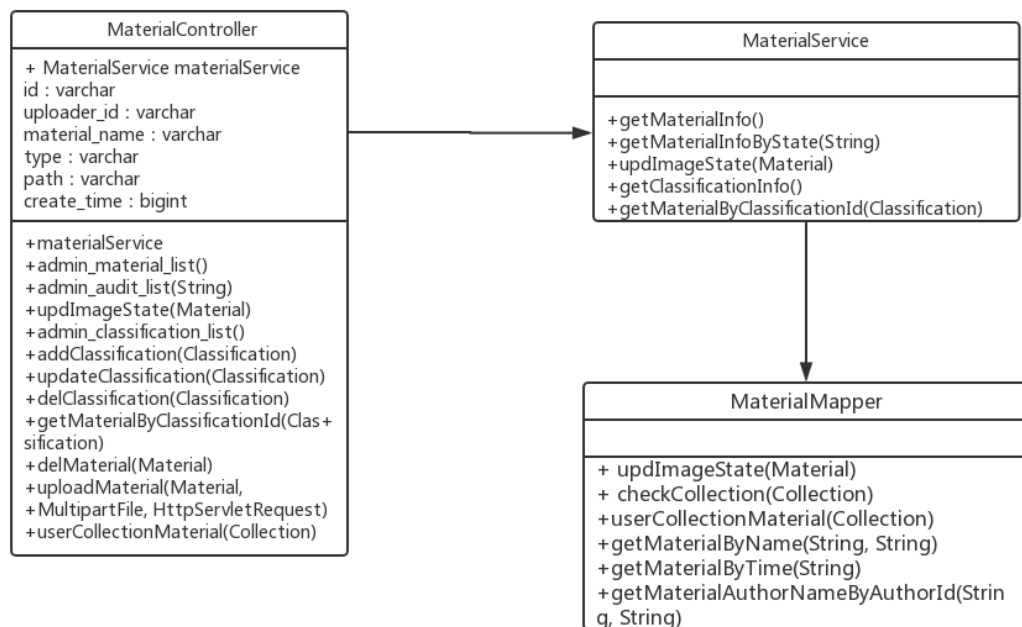 MaterialController
+ MaterialService materialService
id : varchar
uploader_id : varchar
material_name : varchar
type : varchar
path : varchar
create_time : bigint
+materialService
+admin_material_list()
+admin_audit_list(String)
+updImageState(Material)
+admin_classification_list()
+addClassification(Classification)
+updateClassification(Classification)
+delClassification(Classification)
+getMaterialByClassificationId(Clas+
sification)
+delMaterial(Material)
+uploadMaterial(Material,
+MultipartFile, HttpServletRequest)
+userCollectionMaterial(Collection)
MaterialService
+getMaterialInfo()
+getMaterialInfoByState(String)
+updImageState(Material)
+getClassificationInfo()
+getMaterialByClassificationId(Classification)
MaterialMapper
+ updImageState(Material)
+ checkCollection(Collection)
+userCollectionMaterial(Collection)
+getMaterialByName(String, String)
+getMaterialByTime(String)
+getMaterialAuthorNameByAuthorId(Strin
g, String)